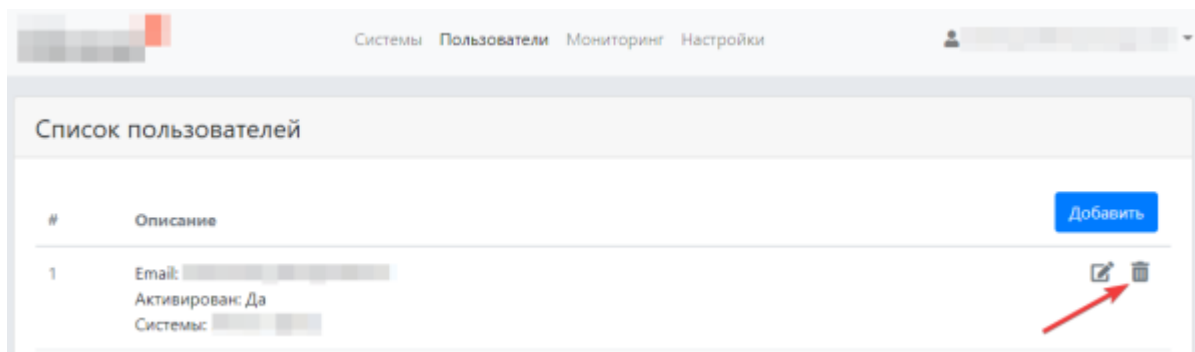 Системы Пользователи Мониторинг Настройки
Список пользователей
# Описание Добавить
1 Email:
Активирован: Да
Системы: